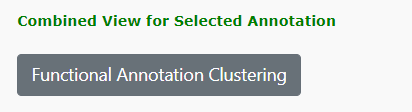 Combined View for Selected Annotation
Functional Annotation Clustering